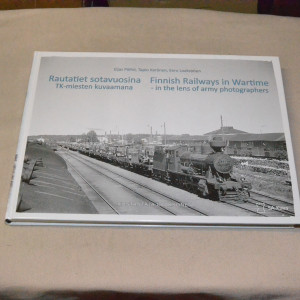 Rautatiet sotavuosina
TK-miesten kuvaamana
Finnish Railways in Wartime
- in the lens of army photographers